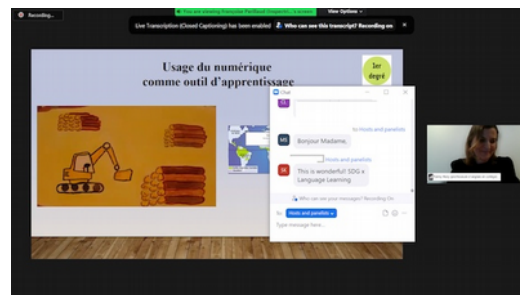 Recording...
View Options
Live Transcription (Closed Captioning) has been enabled
Who can see this transcript? Recording on
Usage du numérique
comme outil d'apprentissage
1er
degré
Chat
to Hosts and panelists
MS
Bonjour Madame,
Hosts and panelists
SK
This is wonderful! SDG x
Language Learning.
Who can see your messages? Recording On
To: Hosts and panelists
Type message here...